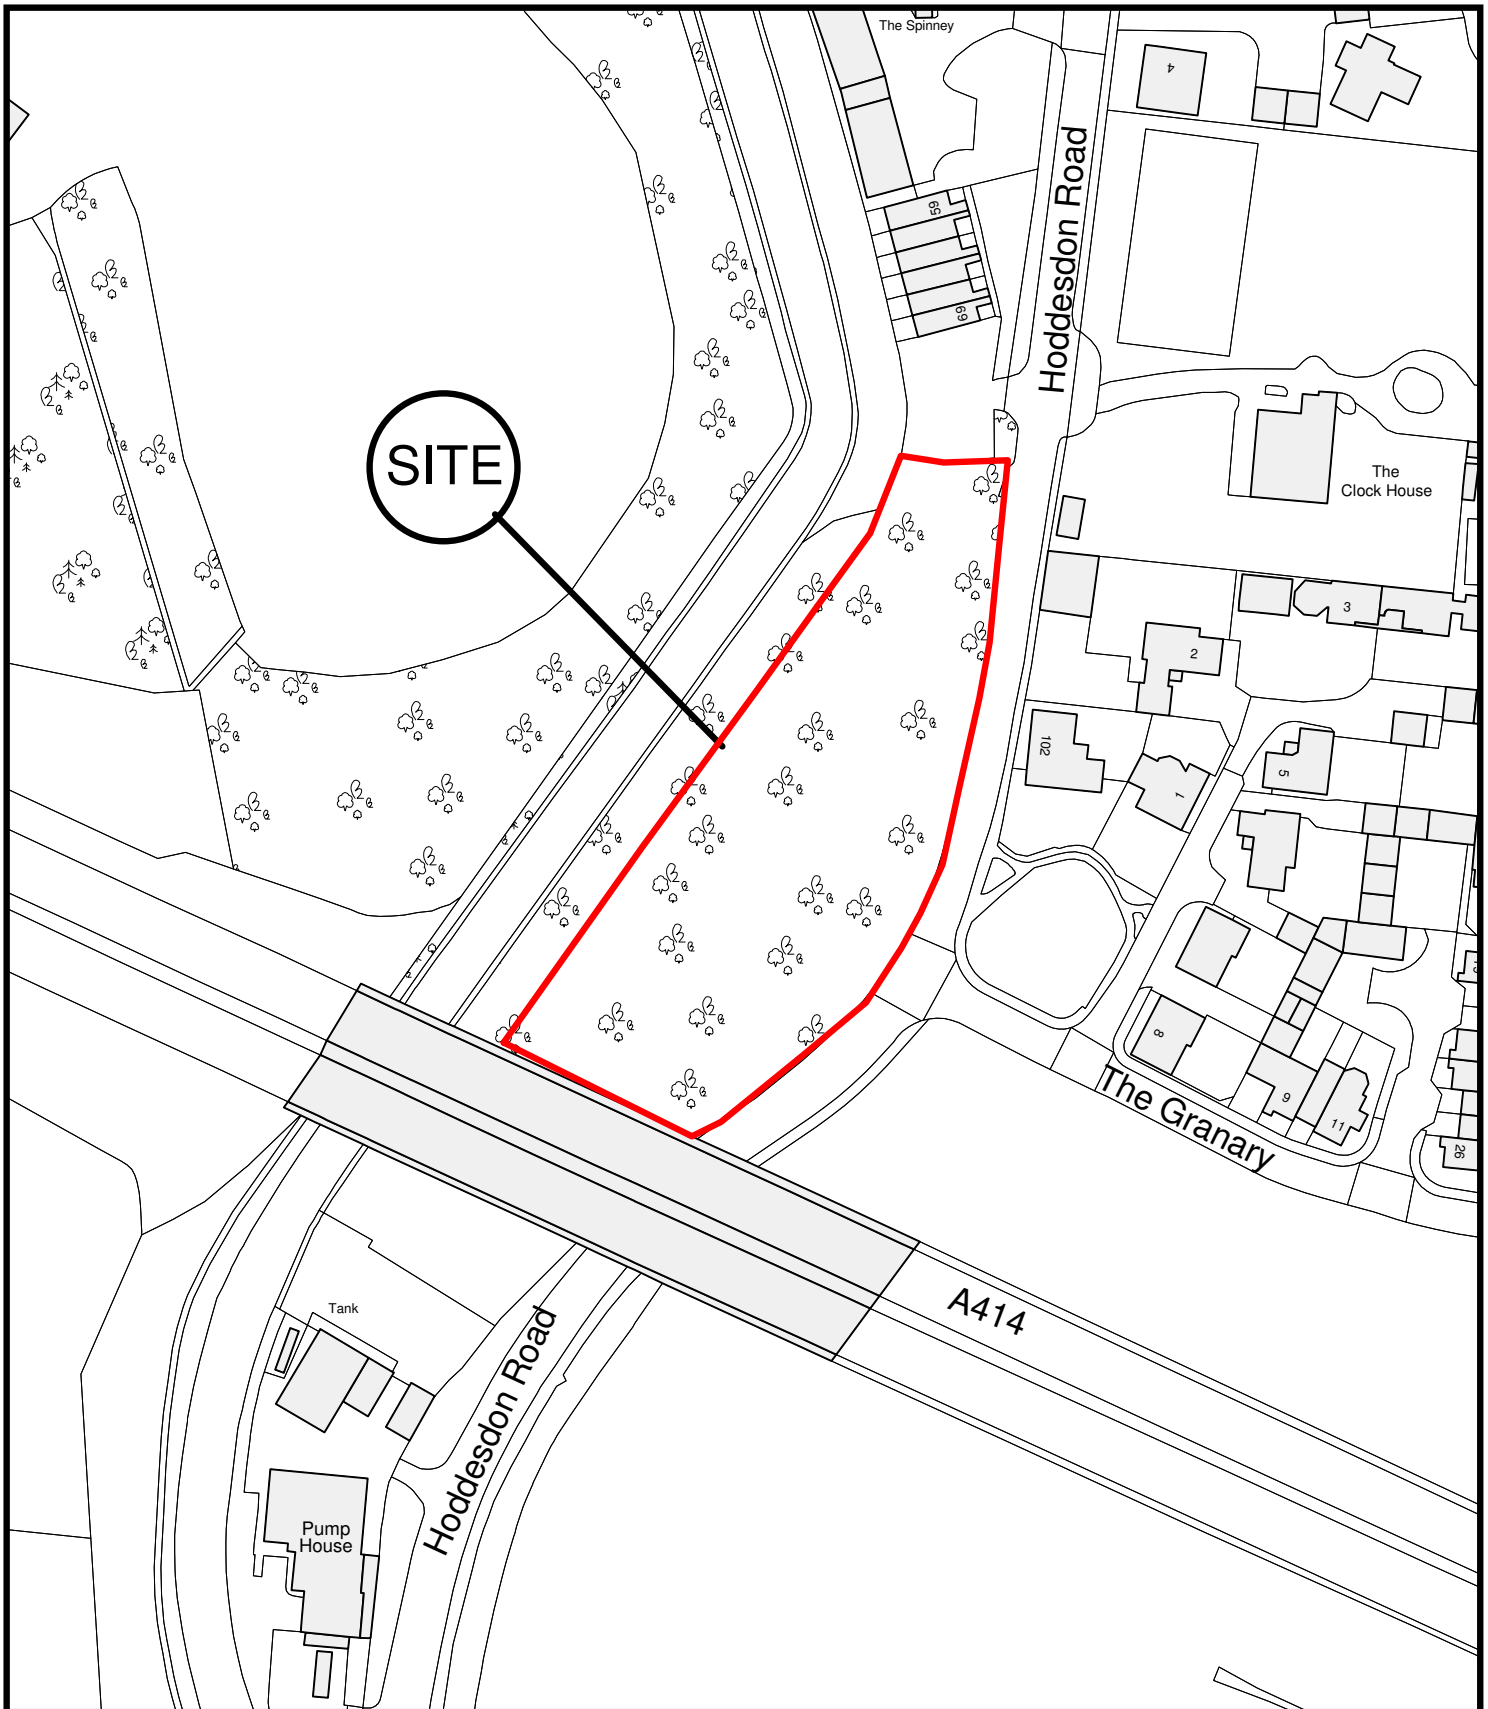 The Spinney
4
Hoddesdon Road
59
69
SITE
The
Clock House
3
2
102
1
5
8
The Granary
9
11
26
A414
Tank
Hoddesdon Road
Pump
House